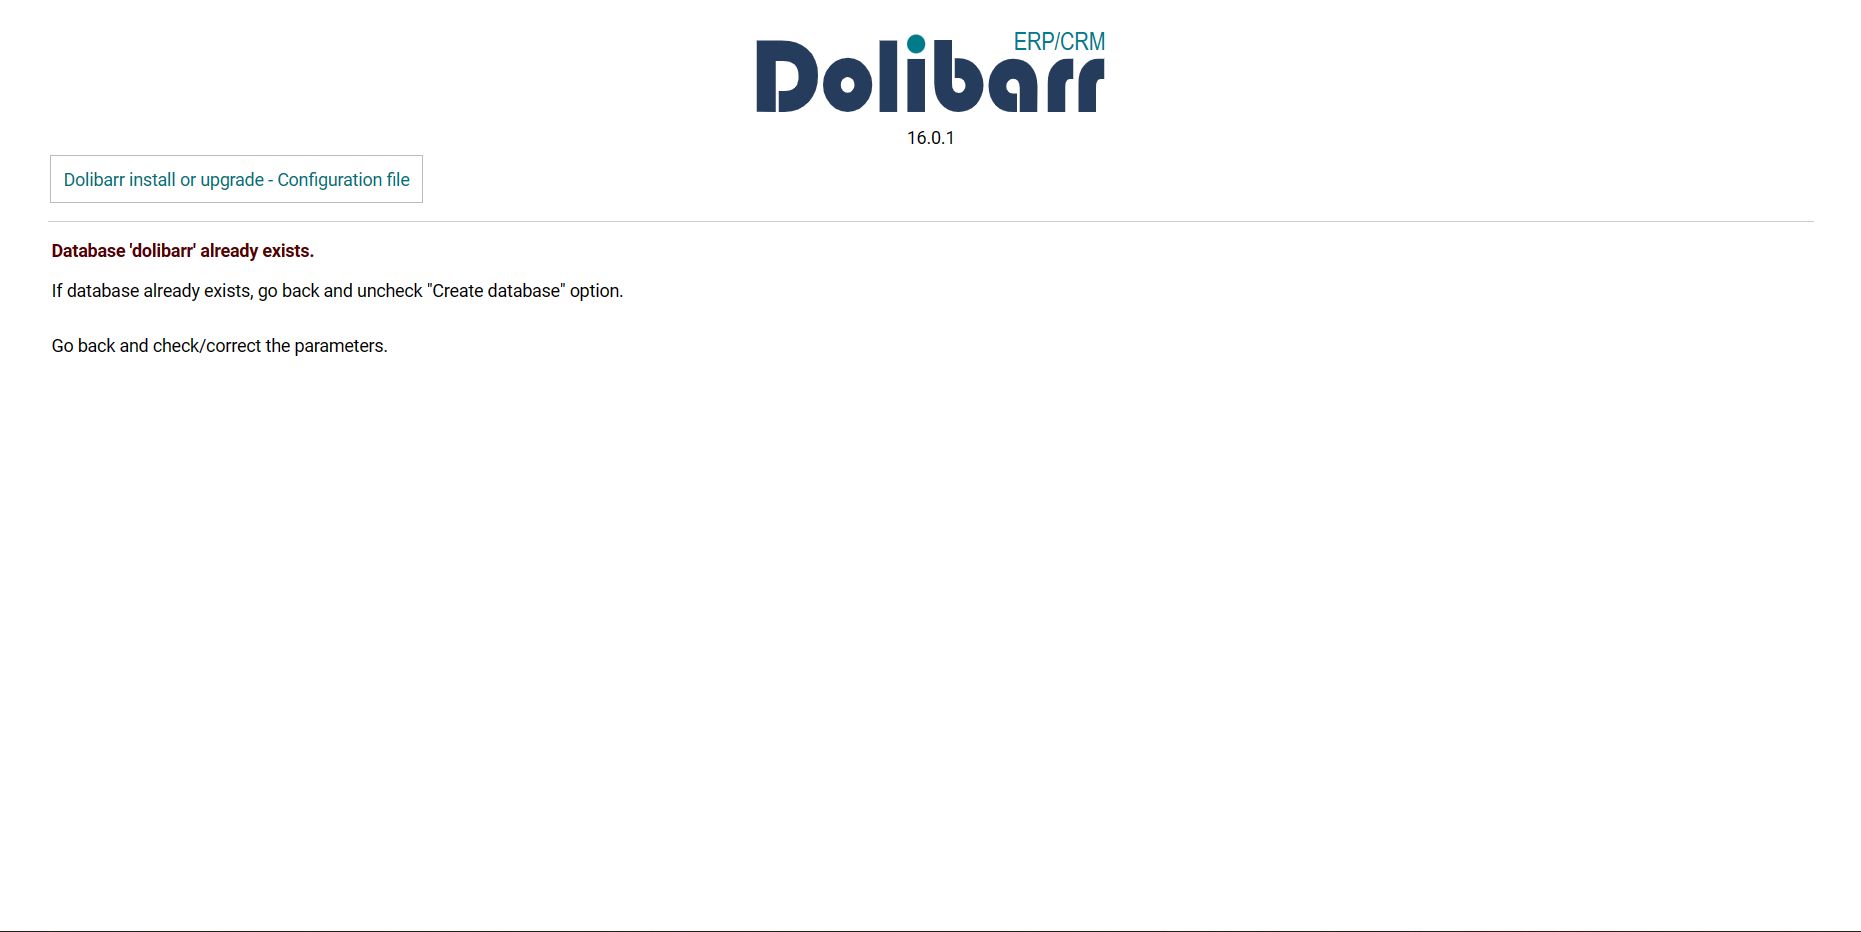 ERP/CRM
Dolibarr
16.0.1
Dolibarr install or upgrade - Configuration file
Database 'dolibarr' already exists.
If database already exists, go back and uncheck "Create database" option.
Go back and check/correct the parameters.